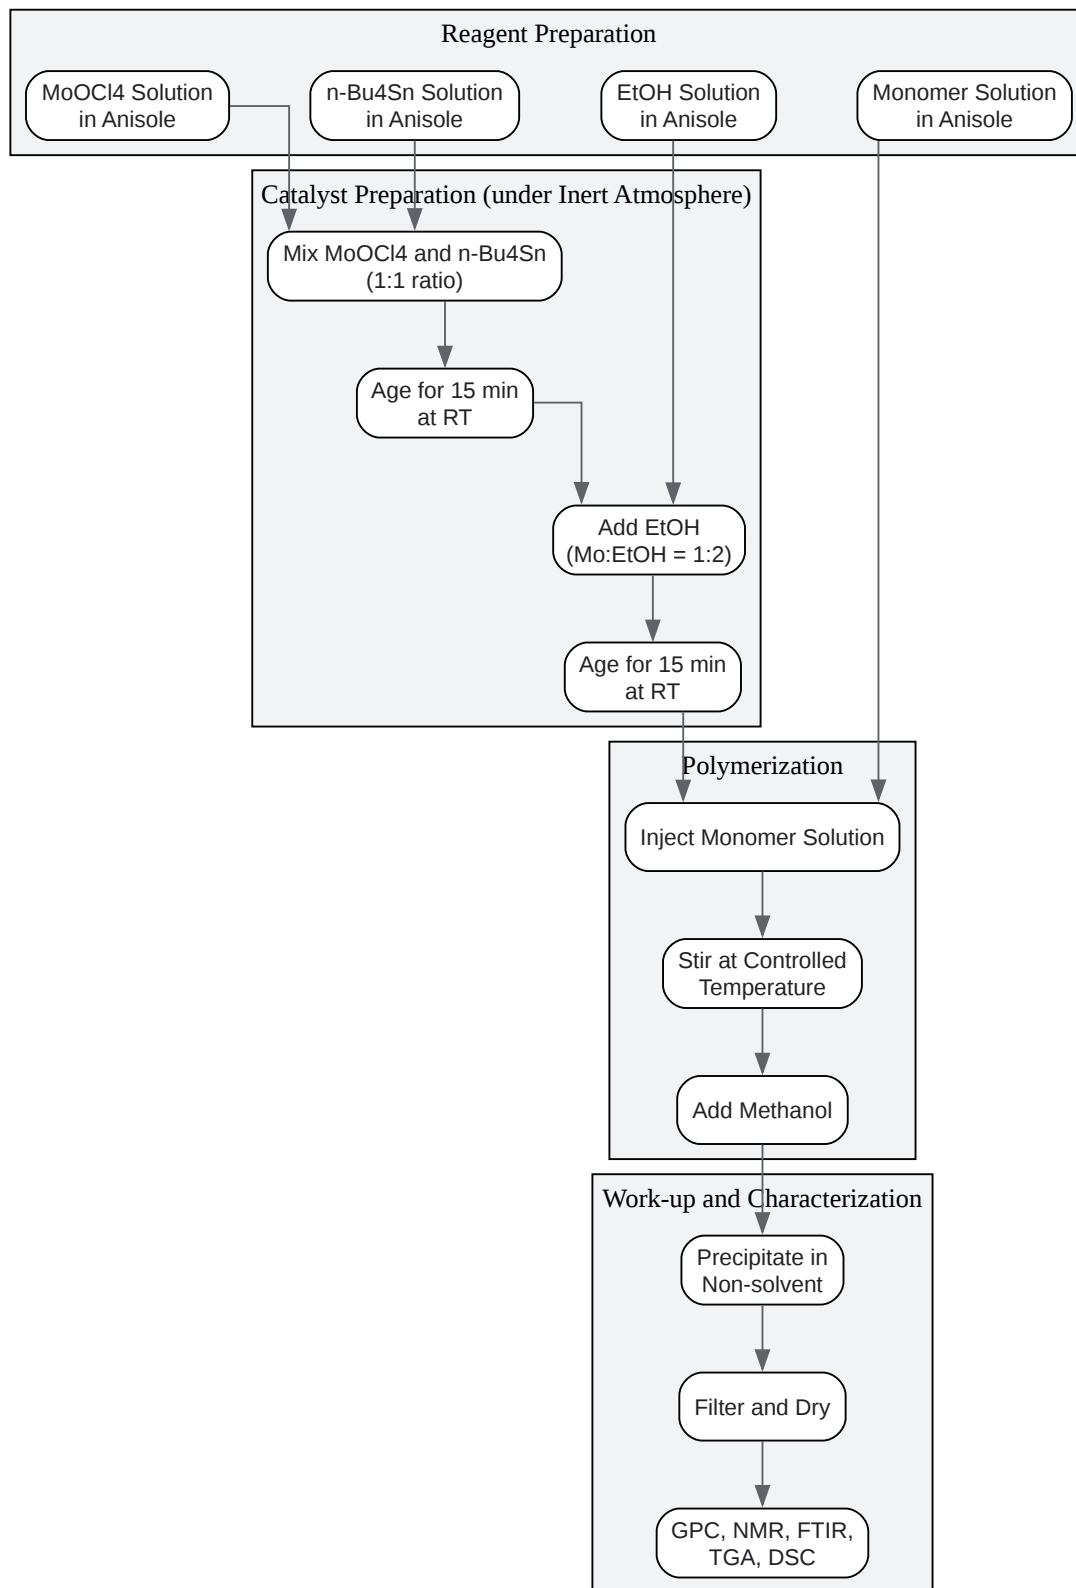 Reagent Preparation
MoOCl4 Solution
in Anisole
n-Bu4Sn Solution
in Anisole
EtOH Solution
in Anisole
Monomer Solution
in Anisole
Catalyst Preparation (under Inert Atmosphere)
Mix MoOCl4 and n-Bu4Sn
(1:1 ratio)
Age for 15 min
at RT
Add EtOH
(Mo:EtOH = 1:2)
Age for 15 min
at RT
Polymerization
Inject Monomer Solution
Stir at Controlled
Temperature
Add Methanol
Work-up and Characterization
Precipitate in
Non-solvent
Filter and Dry
GPC, NMR, FTIR,
TGA, DSC